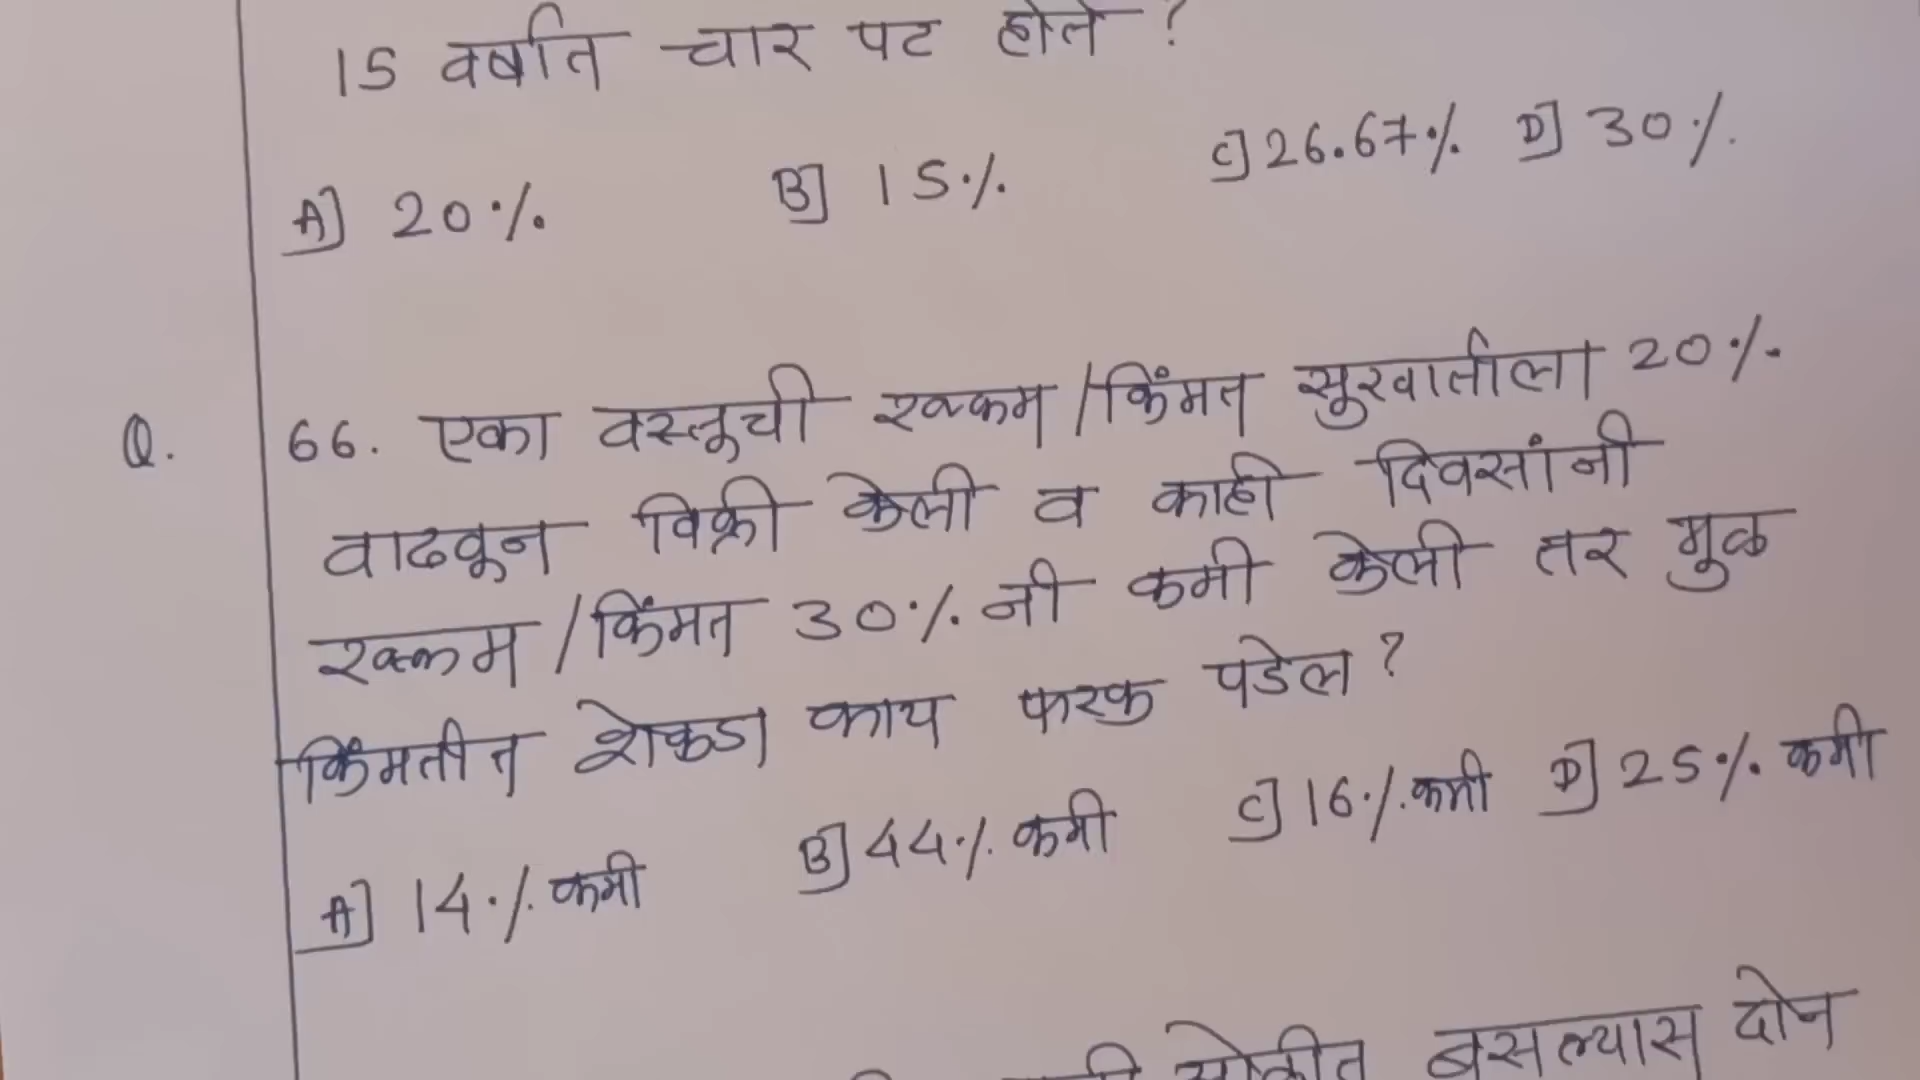 15 वर्षात चार पट होते ?
A] 20% B] 15% C] 26.67% D] 30%
Q. 66. एका वस्तूची रक्कम / किंमत सुरवातीला 20%
वाढवून विक्री केली व काही दिवसांनी
रक्कम / किंमत 30% नी कमी केली तर मुळ
किंमतीत शेकडा काय फरक पडेल ?
A] 14% कमी B] 44% कमी C] 16% कमी D] 25% कमी
बसल्यास दोन